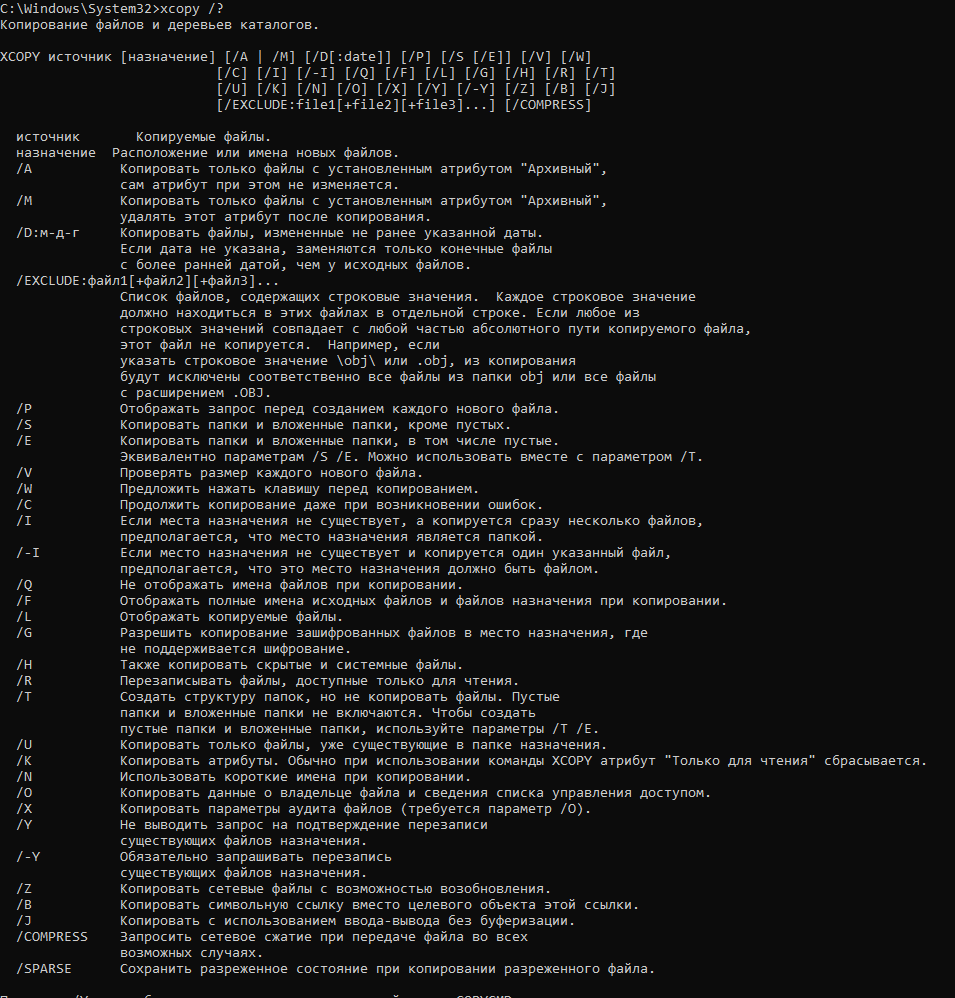 C:\Windows\System32>xcopy /?
Копирование файлов и деревьев каталогов.
XCOPY источник [назначение] [/A | /M] [/D[:date]] [/P] [/S [/E]] [/V] [/W]
[/C] [/I] [/-I] [/Q] [/F] [/L] [/G] [/H] [/R] [/T]
[/U] [/K] [/N] [/O] [/X] [/Y] [/-Y] [/Z] [/B] [/J]
[/EXCLUDE:file1[+file2][+file3]...] [/COMPRESS]
источник Копируемые файлы.
назначение Расположение или имена новых файлов.
/A Копировать только файлы с установленным атрибутом "Архивный",
сам атрибут при этом не изменяется.
/M Копировать только файлы с установленным атрибутом "Архивный",
удалять этот атрибут после копирования.
/D:м-д-г Копировать файлы, измененные не ранее указанной даты.
Если дата не указана, заменяются только конечные файлы
с более ранней датой, чем у исходных файлов.
/EXCLUDE:файл1[+файл2][+файл3]...
Список файлов, содержащих строковые значения. Каждое строковое значение
должно находиться в этих файлах в отдельной строке. Если любое из
строковых значений совпадает с любой частью абсолютного пути копируемого файла,
этот файл не копируется. Например, если
указать строковое значение \obj\ или .obj, из копирования
будут исключены соответственно все файлы из папки obj или все файлы
с расширением .OBJ.
/P Отображать запрос перед созданием каждого нового файла.
/S Копировать папки и вложенные папки, кроме пустых.
/E Копировать папки и вложенные папки, в том числе пустые.
Эквивалентно параметрам /S /E. Можно использовать вместе с параметром /T.
/V Проверять размер каждого нового файла.
/W Предложить нажать клавишу перед копированием.
/C Продолжить копирование даже при возникновении ошибок.
/I Если места назначения не существует, а копируется сразу несколько файлов,
предполагается, что место назначения является папкой.
/-I Если место назначения не существует и копируется один указанный файл,
предполагается, что это место назначения должно быть файлом.
/Q Не отображать имена файлов при копировании.
/F Отображать полные имена исходных файлов и файлов назначения при копировании.
/L Отображать копируемые файлы.
/G Разрешить копирование зашифрованных файлов в место назначения, где
не поддерживается шифрование.
/H Также копировать скрытые и системные файлы.
/R Перезаписывать файлы, доступные только для чтения.
/T Создать структуру папок, но не копировать файлы. Пустые
папки и вложенные папки не включаются. Чтобы создать
пустые папки и вложенные папки, используйте параметры /T /E.
/U Копировать только файлы, уже существующие в папке назначения.
/K Копировать атрибуты. Обычно при использовании команды XCOPY атрибут "Только для чтения" сбрасывается.
/N Использовать короткие имена при копировании.
/O Копировать данные о владельце файла и сведения списка управления доступом.
/X Копировать параметры аудита файлов (требуется параметр /O).
/Y Не выводить запрос на подтверждение перезаписи
существующих файлов назначения.
/-Y Обязательно запрашивать перезапись
существующих файлов назначения.
/Z Копировать сетевые файлы с возможностью возобновления.
/B Копировать символьную ссылку вместо целевого объекта этой ссылки.
/J Копировать с использованием ввода-вывода без буферизации.
/COMPRESS Запросить сетевое сжатие при передаче файла во всех
возможных случаях.
/SPARSE Сохранить разреженное состояние при копировании разреженного файла.